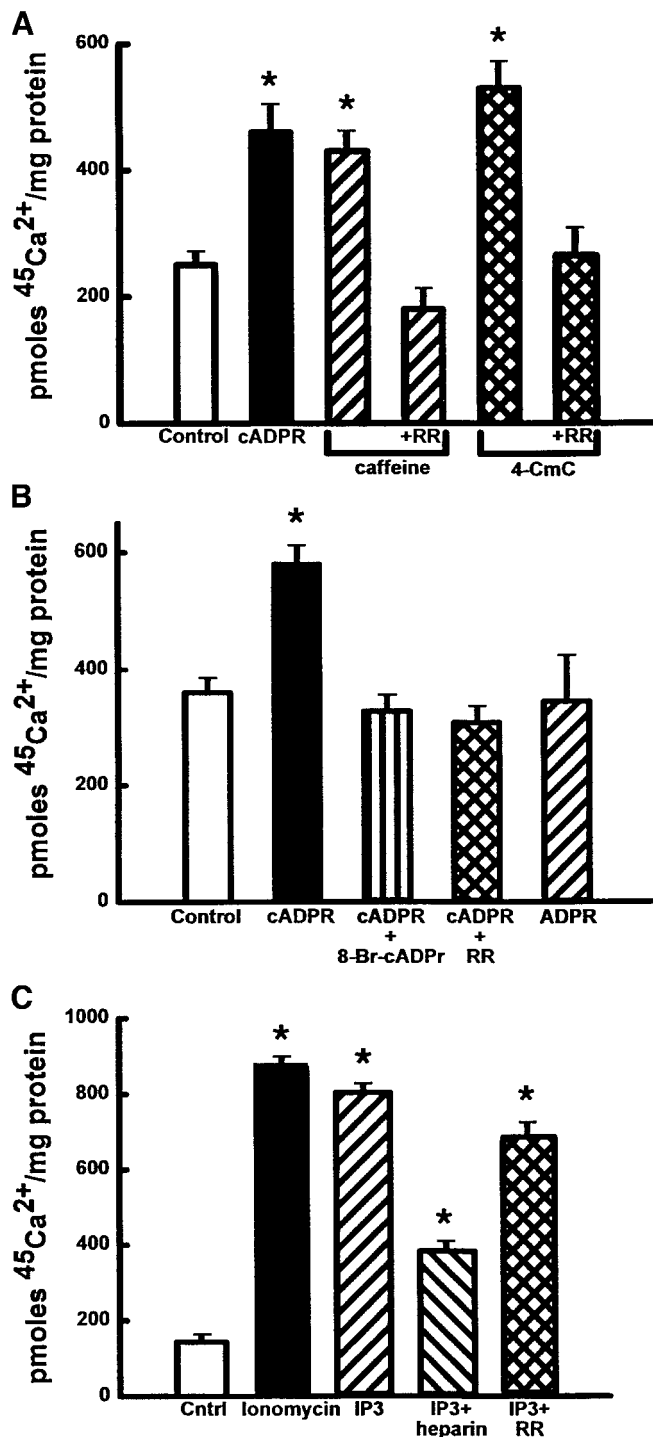 A
600
*
*
*
400
200
0
pmoles ⁴⁵Ca²⁺/mg protein
Control cADPR +RR +RR
caffeine 4-CmC
B
*
600
400
200
0
pmoles ⁴⁵Ca²⁺/mg protein
Control cADPR cADPR cADPR ADPR
+ +
8-Br-cADPr RR
C
1000
* * * *
800
600
400
200
0
pmoles ⁴⁵Ca²⁺/mg protein
Cntrl Ionomycin IP3 IP3+ IP3+
heparin RR